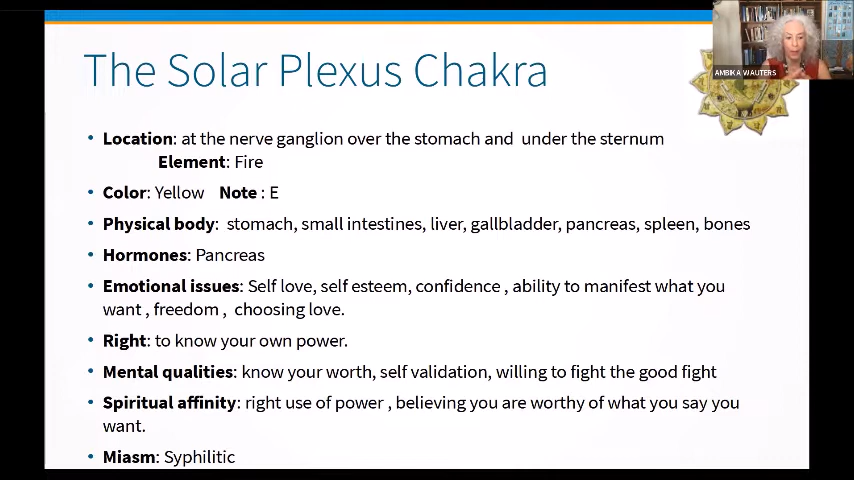 The Solar Plexus Chakra
AMBIKA WAUTERS
• Location: at the nerve ganglion over the stomach and under the sternum
Element: Fire
• Color: Yellow Note : E
• Physical body: stomach, small intestines, liver, gallbladder, pancreas, spleen, bones
• Hormones: Pancreas
• Emotional issues: Self love, self esteem, confidence , ability to manifest what you
want , freedom , choosing love.
• Right: to know your own power.
• Mental qualities: know your worth, self validation, willing to fight the good fight
• Spiritual affinity: right use of power , believing you are worthy of what you say you
want.
• Miasm: Syphilitic